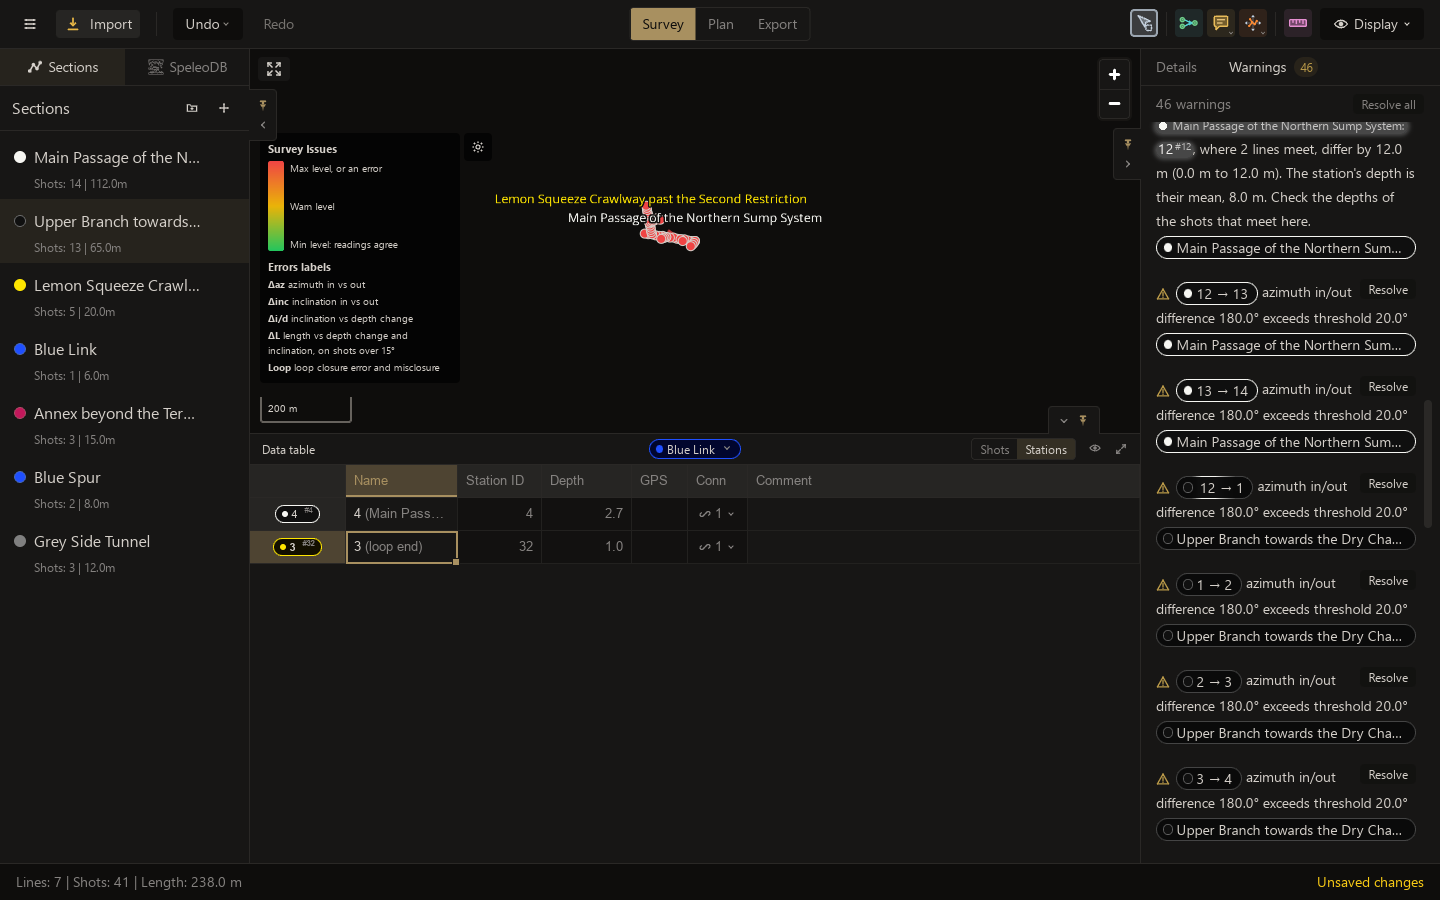 Import
Undo
Redo
Survey
Plan
Export
Display
Sections
SpeleoDB
Sections
Main Passage of the N...
Shots: 14 | 112.0m
Upper Branch towards...
Shots: 13 | 65.0m
Lemon Squeeze Crawl...
Shots: 5 | 20.0m
Blue Link
Shots: 1 | 6.0m
Annex beyond the Ter...
Shots: 3 | 15.0m
Blue Spur
Shots: 2 | 8.0m
Grey Side Tunnel
Shots: 3 | 12.0m
Survey Issues
Max level, or an error
Warn level
Min level: readings agree
Errors labels
Δaz azimuth in vs out
Δinc inclination in vs out
Δi/d inclination vs depth change
ΔL length vs depth change and
inclination, on shots over 15°
Loop loop closure error and misclosure
Lemon Squeeze Crawlway past the Second Restriction
Main Passage of the Northern Sump System
200 m
Data table
Blue Link
Shots
Stations
Name Station ID Depth GPS Conn Comment
4 #4 4 (Main Pass... 4 2.7 1
3 #32 3 (loop end) 32 1.0 1
Details
Warnings 46
46 warnings
Resolve all
Main Passage of the Northern Sump System:
12 #12, where 2 lines meet, differ by 12.0
m (0.0 m to 12.0 m). The station's depth is
their mean, 8.0 m. Check the depths of
the shots that meet here.
Main Passage of the Northern Sum...
12 → 13 azimuth in/out Resolve
difference 180.0° exceeds threshold 20.0°
Main Passage of the Northern Sum...
13 → 14 azimuth in/out Resolve
difference 180.0° exceeds threshold 20.0°
Main Passage of the Northern Sum...
12 → 1 azimuth in/out Resolve
difference 180.0° exceeds threshold 20.0°
Upper Branch towards the Dry Cha...
1 → 2 azimuth in/out Resolve
difference 180.0° exceeds threshold 20.0°
Upper Branch towards the Dry Cha...
2 → 3 azimuth in/out Resolve
difference 180.0° exceeds threshold 20.0°
Upper Branch towards the Dry Cha...
3 → 4 azimuth in/out Resolve
difference 180.0° exceeds threshold 20.0°
Upper Branch towards the Dry Cha...
Lines: 7 | Shots: 41 | Length: 238.0 m
Unsaved changes